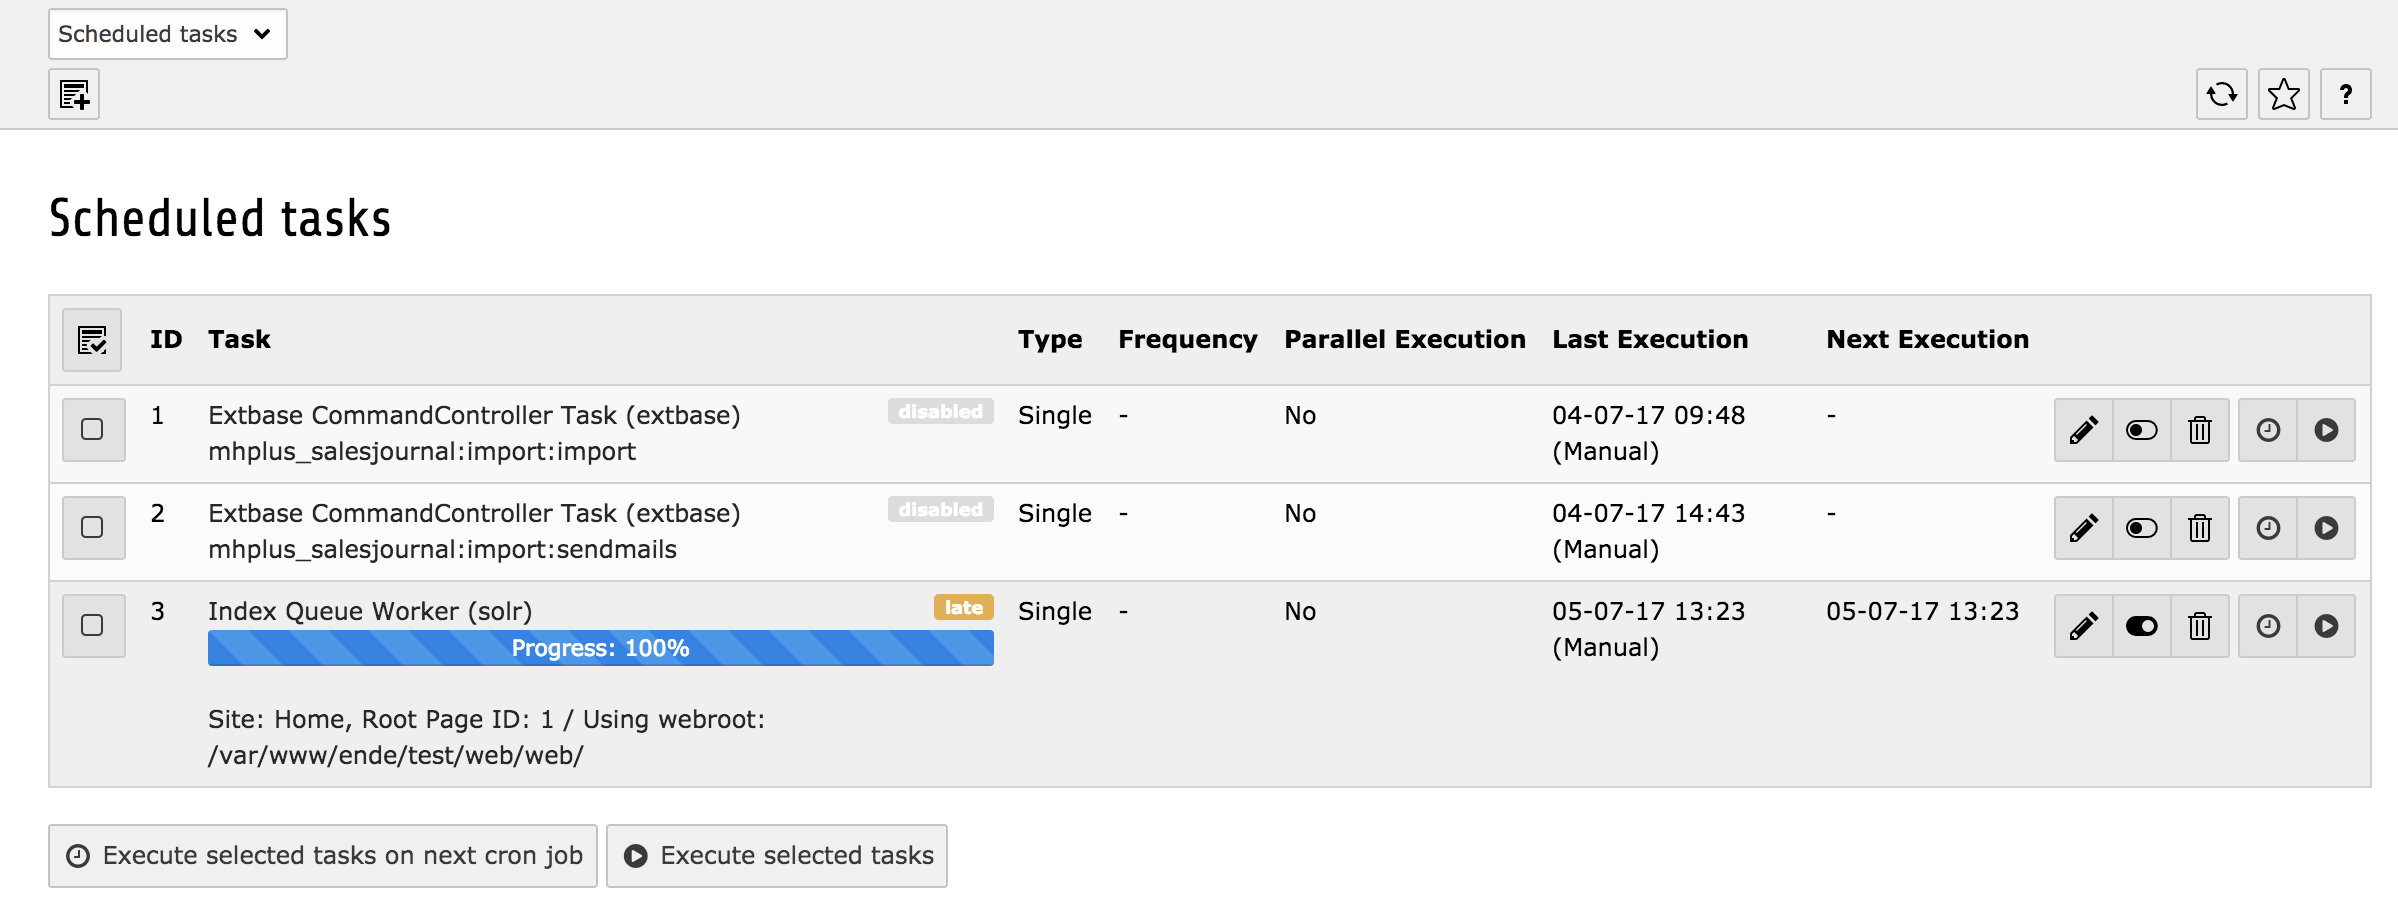 Scheduled tasks
?
Scheduled tasks
ID Task Type Frequency Parallel Execution Last Execution Next Execution
1 Extbase CommandController Task (extbase) disabled Single - No 04-07-17 09:48 -
mhplus_salesjournal:import:import (Manual)
2 Extbase CommandController Task (extbase) disabled Single - No 04-07-17 14:43 -
mhplus_salesjournal:import:sendmails (Manual)
3 Index Queue Worker (solr) late Single - No 05-07-17 13:23 05-07-17 13:23
Progress: 100% (Manual)
Site: Home, Root Page ID: 1 / Using webroot:
/var/www/ende/test/web/web/
Execute selected tasks on next cron job Execute selected tasks